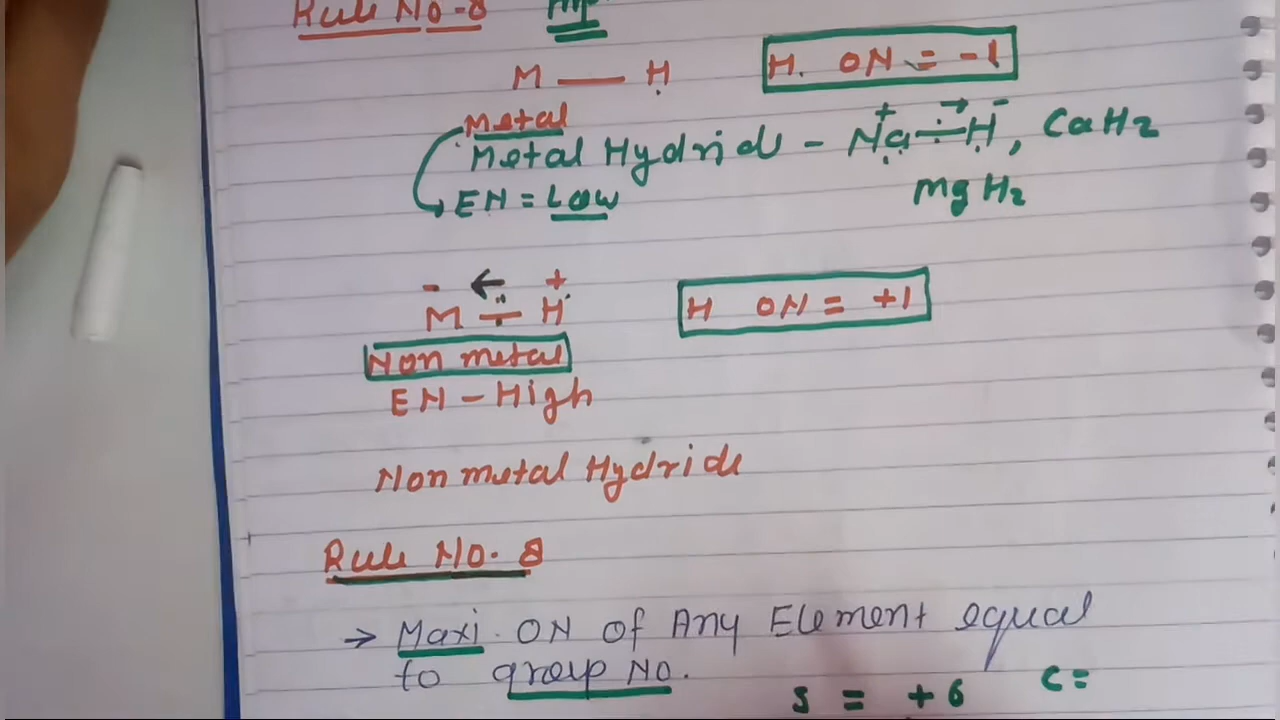 Rule No-8 Imp
M — H H. ON = -1
Metal
Metal Hydride - Na+ — H-, CaH2
EN = Low MgH2
- ← +
M — H H ON = +1
Non metal
EN - High
Non metal Hydride
Rule No. 8
→ Maxi. ON of Any Element equal
to group No.
S = +6 C =